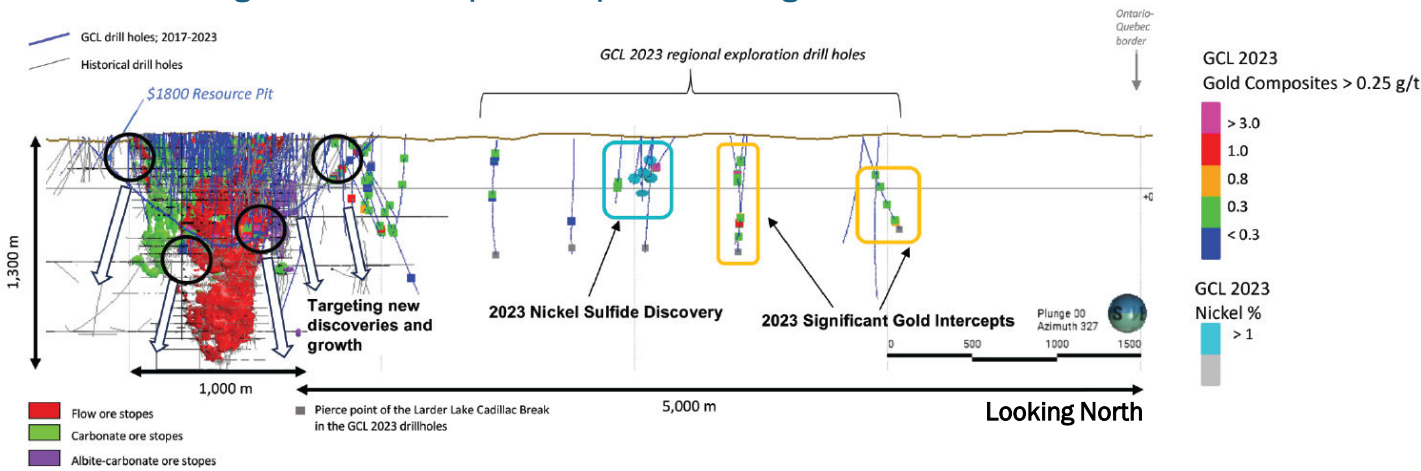 Ontario-
Quebec
border
GCL drill holes; 2017-2023
Historical drill holes
GCL 2023 regional exploration drill holes
$1800 Resource Pit
GCL 2023
Gold Composites > 0.25 g/t
> 3.0
1.0
0.8
0.3
< 0.3
GCL 2023
Nickel %
> 1
+0
1,300 m
Targeting new
discoveries and
growth
2023 Nickel Sulfide Discovery
2023 Significant Gold Intercepts
Plunge 00
Azimuth 327
S
0 500 1000 1500
1,000 m
5,000 m
Looking North
Flow ore stopes
Carbonate ore stopes
Albite-carbonate ore stopes
Pierce point of the Larder Lake Cadillac Break
in the GCL 2023 drillholes